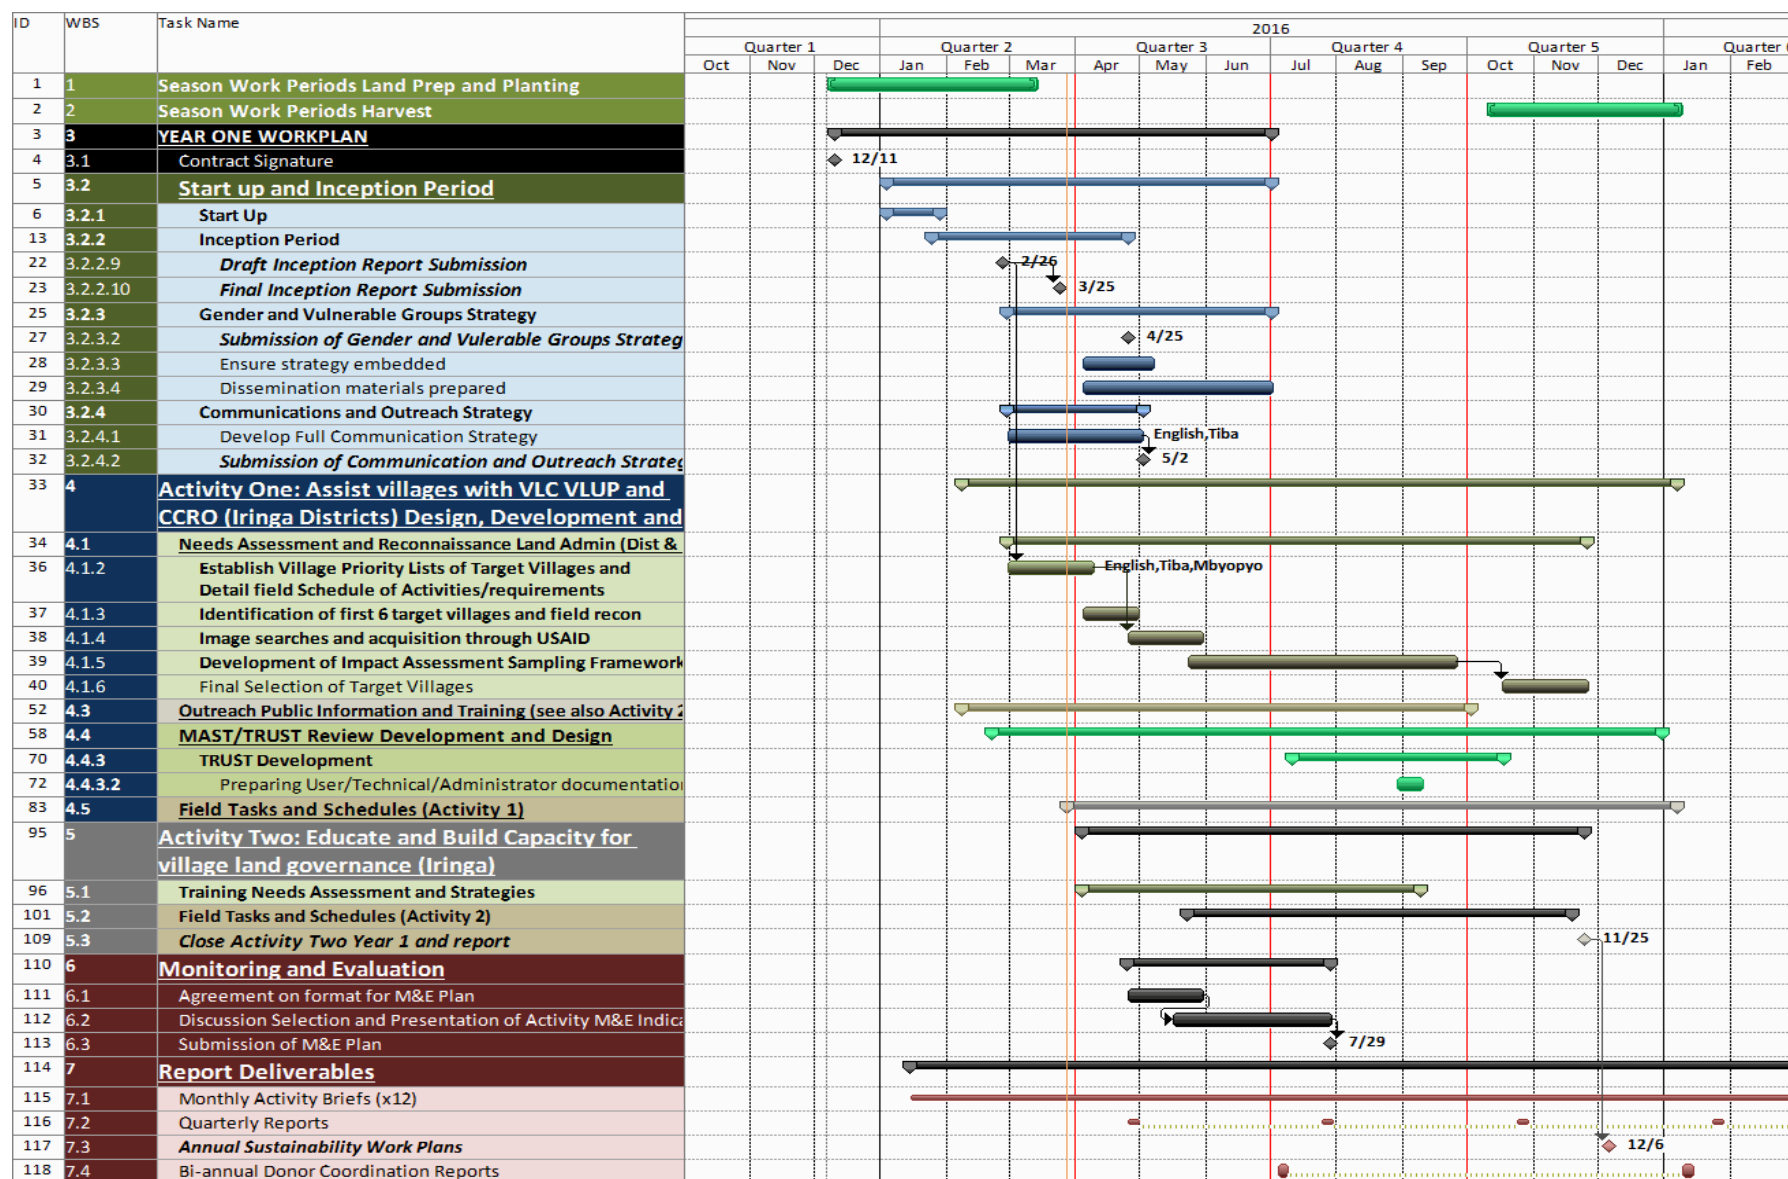 ID WBS Task Name
2016
Quarter 1 Quarter 2 Quarter 3 Quarter 4 Quarter 5 Quarter
Oct Nov Dec Jan Feb Mar Apr May Jun Jul Aug Sep Oct Nov Dec Jan Feb
1 1 Season Work Periods Land Prep and Planting
2 2 Season Work Periods Harvest
3 3 YEAR ONE WORKPLAN
4 3.1 Contract Signature 12/11
5 3.2 Start up and Inception Period
6 3.2.1 Start Up
13 3.2.2 Inception Period
22 3.2.2.9 Draft Inception Report Submission 2/26
23 3.2.2.10 Final Inception Report Submission 3/25
25 3.2.3 Gender and Vulnerable Groups Strategy
27 3.2.3.2 Submission of Gender and Vulerable Groups Strateg 4/25
28 3.2.3.3 Ensure strategy embedded
29 3.2.3.4 Dissemination materials prepared
30 3.2.4 Communications and Outreach Strategy
31 3.2.4.1 Develop Full Communication Strategy English,Tiba
32 3.2.4.2 Submission of Communication and Outreach Strateg 5/2
33 4 Activity One: Assist villages with VLC VLUP and
CCRO (Iringa Districts) Design, Development and
34 4.1 Needs Assessment and Reconnaissance Land Admin (Dist &
36 4.1.2 Establish Village Priority Lists of Target Villages and English,Tiba,Mbyopyo
Detail field Schedule of Activities/requirements
37 4.1.3 Identification of first 6 target villages and field recon
38 4.1.4 Image searches and acquisition through USAID
39 4.1.5 Development of Impact Assessment Sampling Framework
40 4.1.6 Final Selection of Target Villages
52 4.3 Outreach Public Information and Training (see also Activity 2
58 4.4 MAST/TRUST Review Development and Design
70 4.4.3 TRUST Development
72 4.4.3.2 Preparing User/Technical/Administrator documentation
83 4.5 Field Tasks and Schedules (Activity 1)
95 5 Activity Two: Educate and Build Capacity for
village land governance (Iringa)
96 5.1 Training Needs Assessment and Strategies
101 5.2 Field Tasks and Schedules (Activity 2)
109 5.3 Close Activity Two Year 1 and report 11/25
110 6 Monitoring and Evaluation
111 6.1 Agreement on format for M&E Plan
112 6.2 Discussion Selection and Presentation of Activity M&E Indica
113 6.3 Submission of M&E Plan 7/29
114 7 Report Deliverables
115 7.1 Monthly Activity Briefs (x12)
116 7.2 Quarterly Reports
117 7.3 Annual Sustainability Work Plans 12/6
118 7.4 Bi-annual Donor Coordination Reports